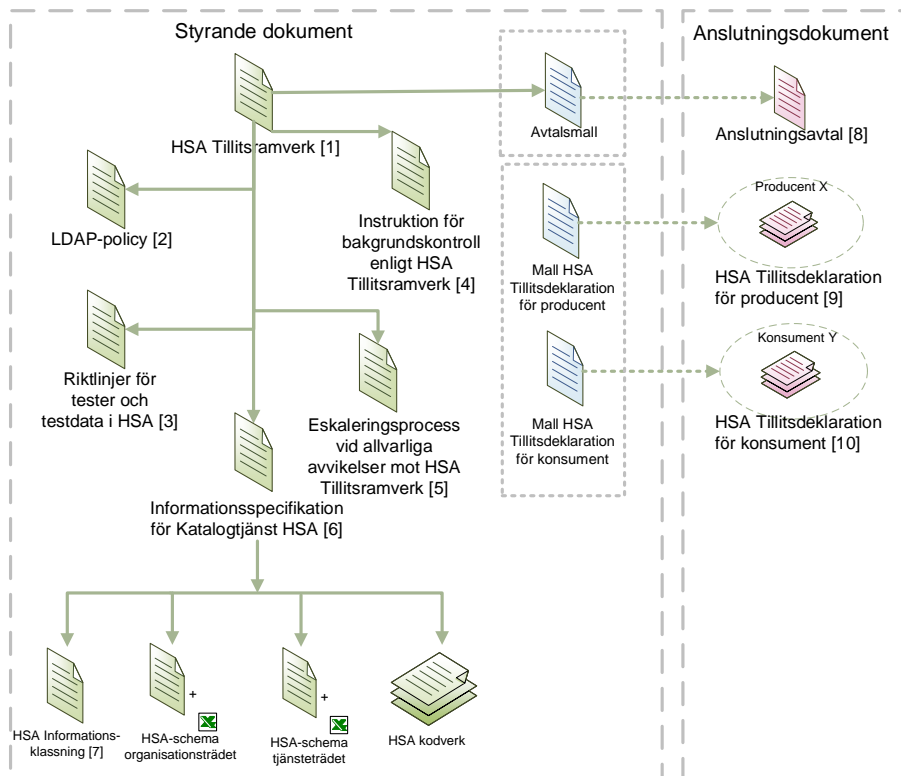 Styrande dokument
Anslutningsdokument
HSA Tillitsramverk [1]
Avtalsmall
Anslutningsavtal [8]
LDAP-policy [2]
Instruktion för
bakgrundskontroll
enligt HSA
Tillitsramverk [4]
Mall HSA
Tillitsdeklaration
för producent
Producent X
HSA Tillitsdeklaration
för producent [9]
Riktlinjer för
tester och
testdata i HSA [3]
Eskaleringsprocess
vid allvarliga
avvikelser mot HSA
Tillitsramverk [5]
Mall HSA
Tillitsdeklaration
för konsument
Konsument Y
HSA Tillitsdeklaration
för konsument [10]
Informationsspecifikation
för Katalogtjänst HSA [6]
HSA Informations-
klassning [7]
+
HSA-schema
organisationsträdet
+
HSA-schema
tjänsteträdet
HSA kodverk